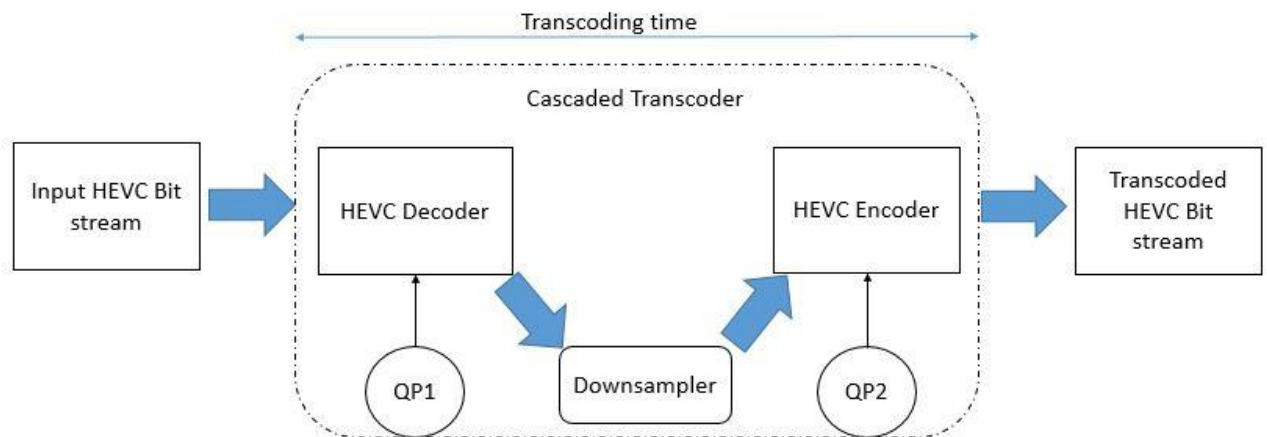 Transcoding time
Cascaded Transcoder
Input HEVC Bit
stream
HEVC Decoder
HEVC Encoder
Transcoded
HEVC Bit
stream
QP1
Downsampler
QP2